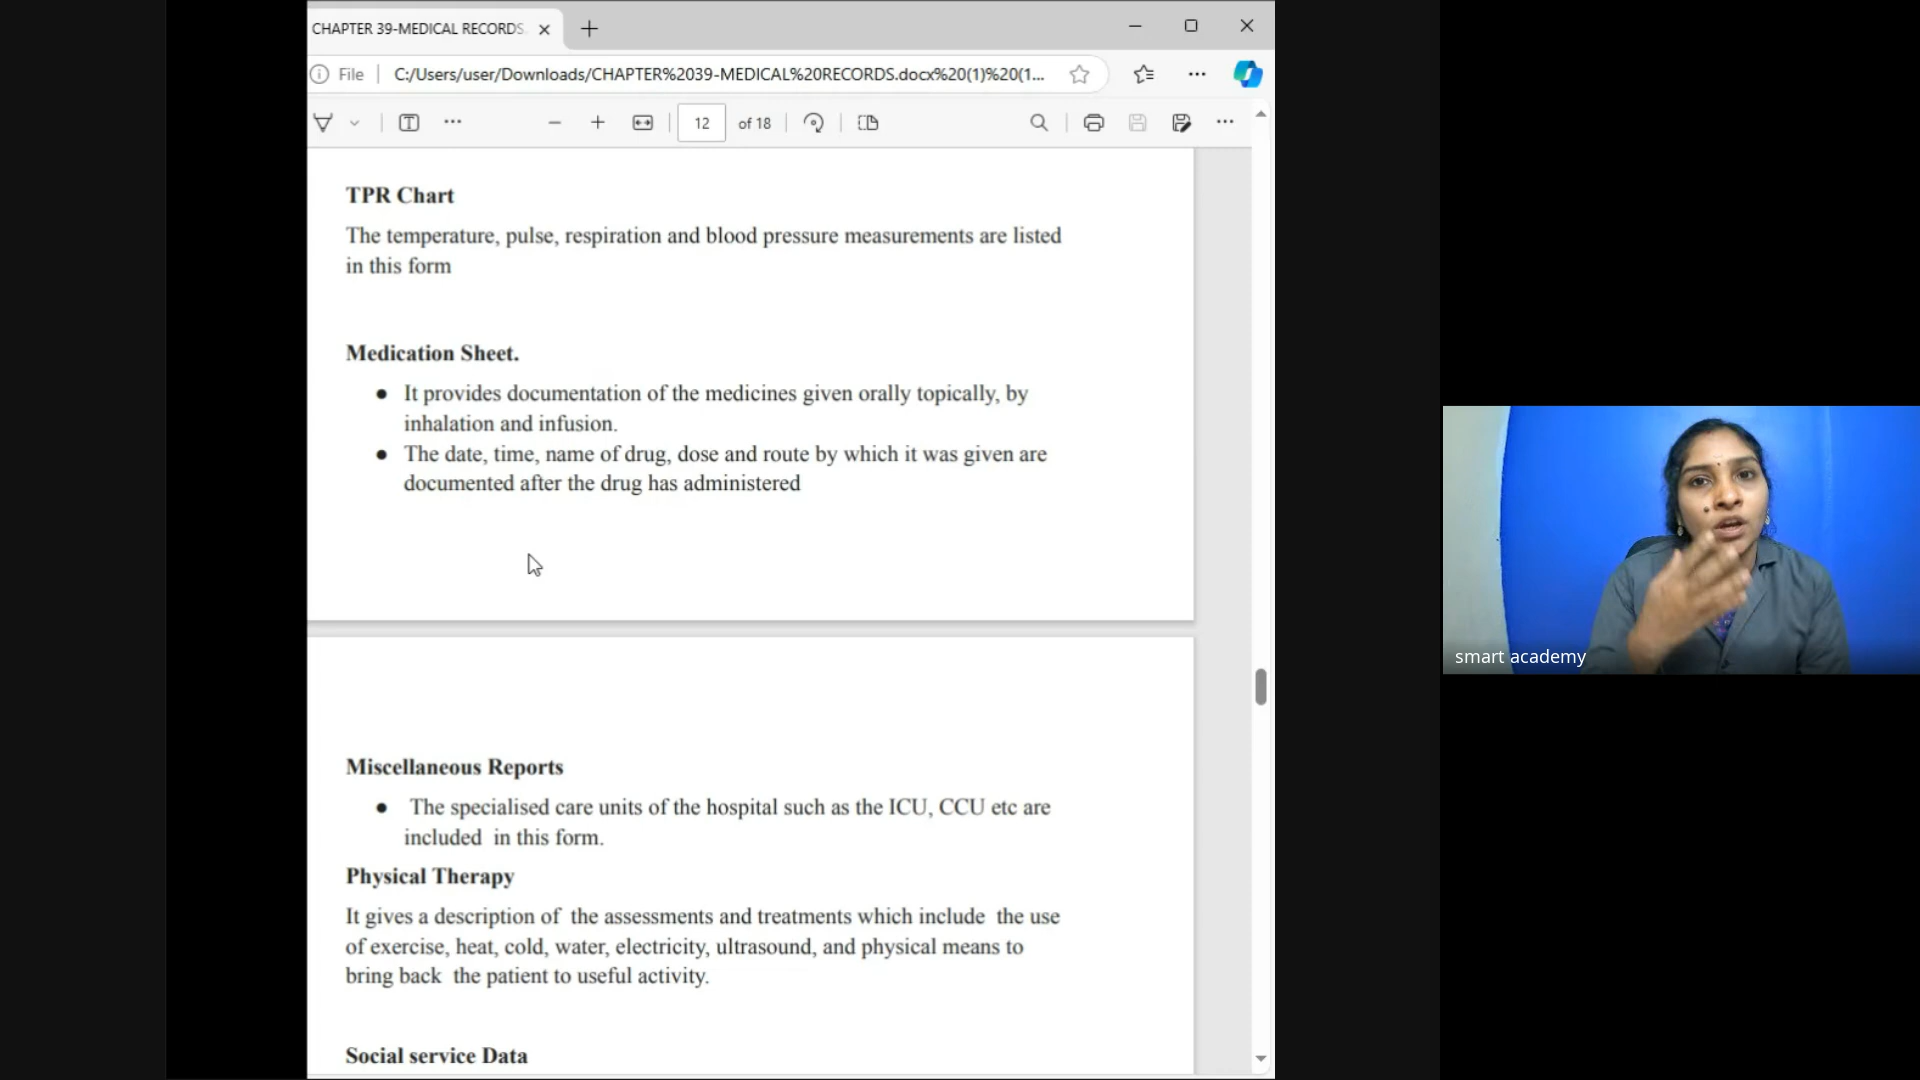 CHAPTER 39-MEDICAL RECORDS.
File
C:/Users/user/Downloads/CHAPTER%2039-MEDICAL%20RECORDS.docx%20(1)%20(1...
12 of 18
TPR Chart
The temperature, pulse, respiration and blood pressure measurements are listed
in this form
Medication Sheet.
● It provides documentation of the medicines given orally topically, by
inhalation and infusion.
● The date, time, name of drug, dose and route by which it was given are
documented after the drug has administered
Miscellaneous Reports
● The specialised care units of the hospital such as the ICU, CCU etc are
included in this form.
Physical Therapy
It gives a description of the assessments and treatments which include the use
of exercise, heat, cold, water, electricity, ultrasound, and physical means to
bring back the patient to useful activity.
Social service Data
smart academy